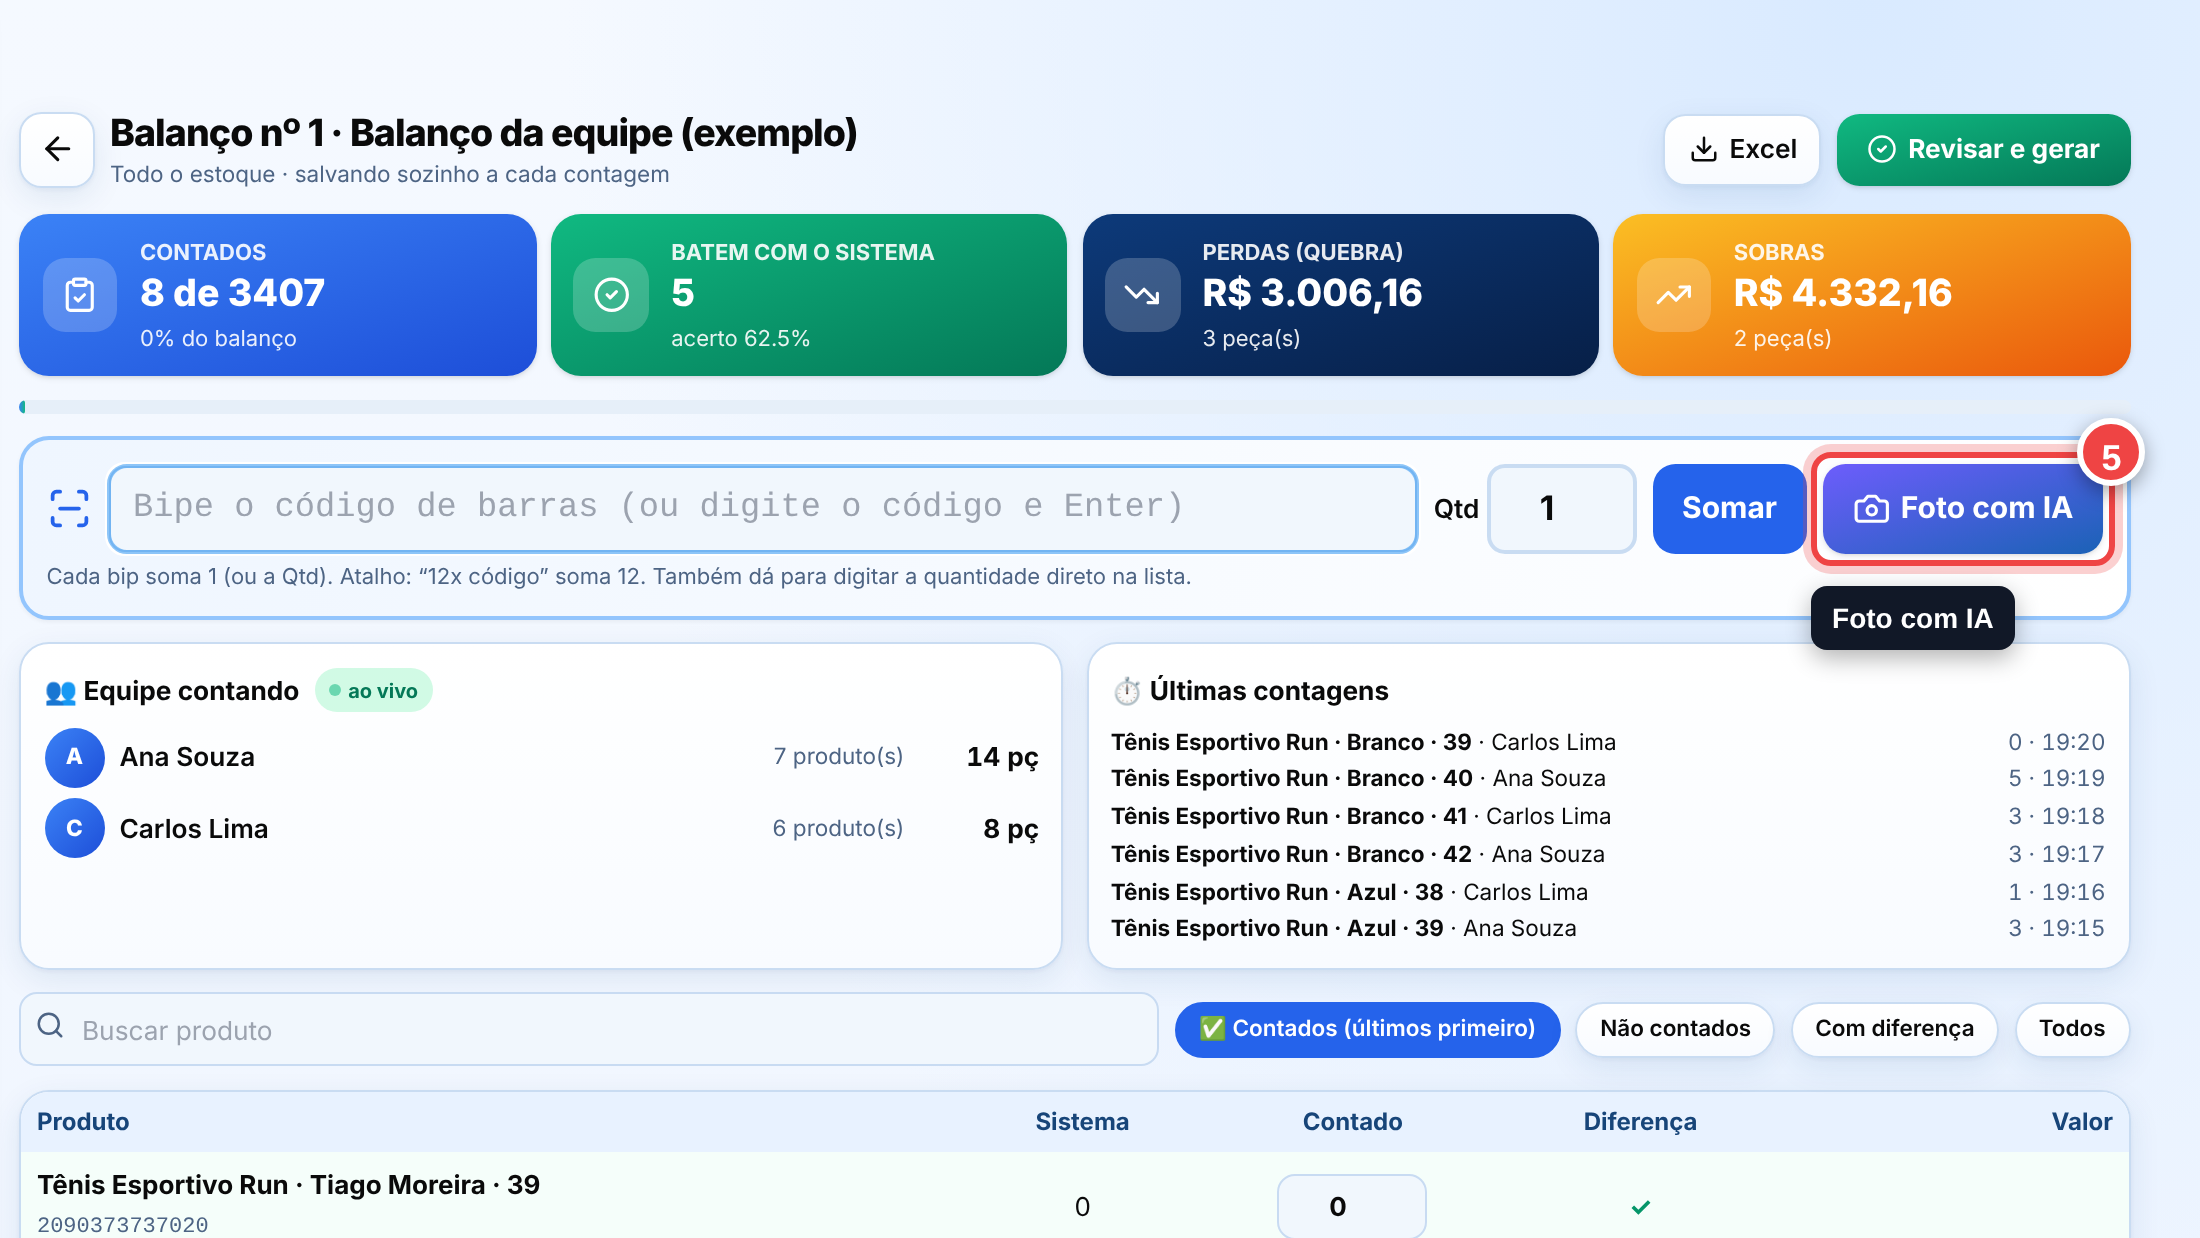 Balanço nº 1 · Balanço da equipe (exemplo)
Todo o estoque · salvando sozinho a cada contagem
Excel
Revisar e gerar
CONTADOS
8 de 3407
0% do balanço
BATEM COM O SISTEMA
5
acerto 62.5%
PERDAS (QUEBRA)
R$ 3.006,16
3 peça(s)
SOBRAS
R$ 4.332,16
2 peça(s)
5
Bipe o código de barras (ou digite o código e Enter)
Qtd
1
Somar
Foto com IA
Cada bip soma 1 (ou a Qtd). Atalho: “12x código” soma 12. Também dá para digitar a quantidade direto na lista.
Foto com IA
👥 Equipe contando
ao vivo
A
Ana Souza
7 produto(s)
14 pç
C
Carlos Lima
6 produto(s)
8 pç
⏱️ Últimas contagens
Tênis Esportivo Run · Branco · 39 · Carlos Lima 0 · 19:20
Tênis Esportivo Run · Branco · 40 · Ana Souza 5 · 19:19
Tênis Esportivo Run · Branco · 41 · Carlos Lima 3 · 19:18
Tênis Esportivo Run · Branco · 42 · Ana Souza 3 · 19:17
Tênis Esportivo Run · Azul · 38 · Carlos Lima 1 · 19:16
Tênis Esportivo Run · Azul · 39 · Ana Souza 3 · 19:15
Buscar produto
✅ Contados (últimos primeiro)
Não contados
Com diferença
Todos
Produto Sistema Contado Diferença Valor
Tênis Esportivo Run · Tiago Moreira · 39
2090373737020
0
0
✓